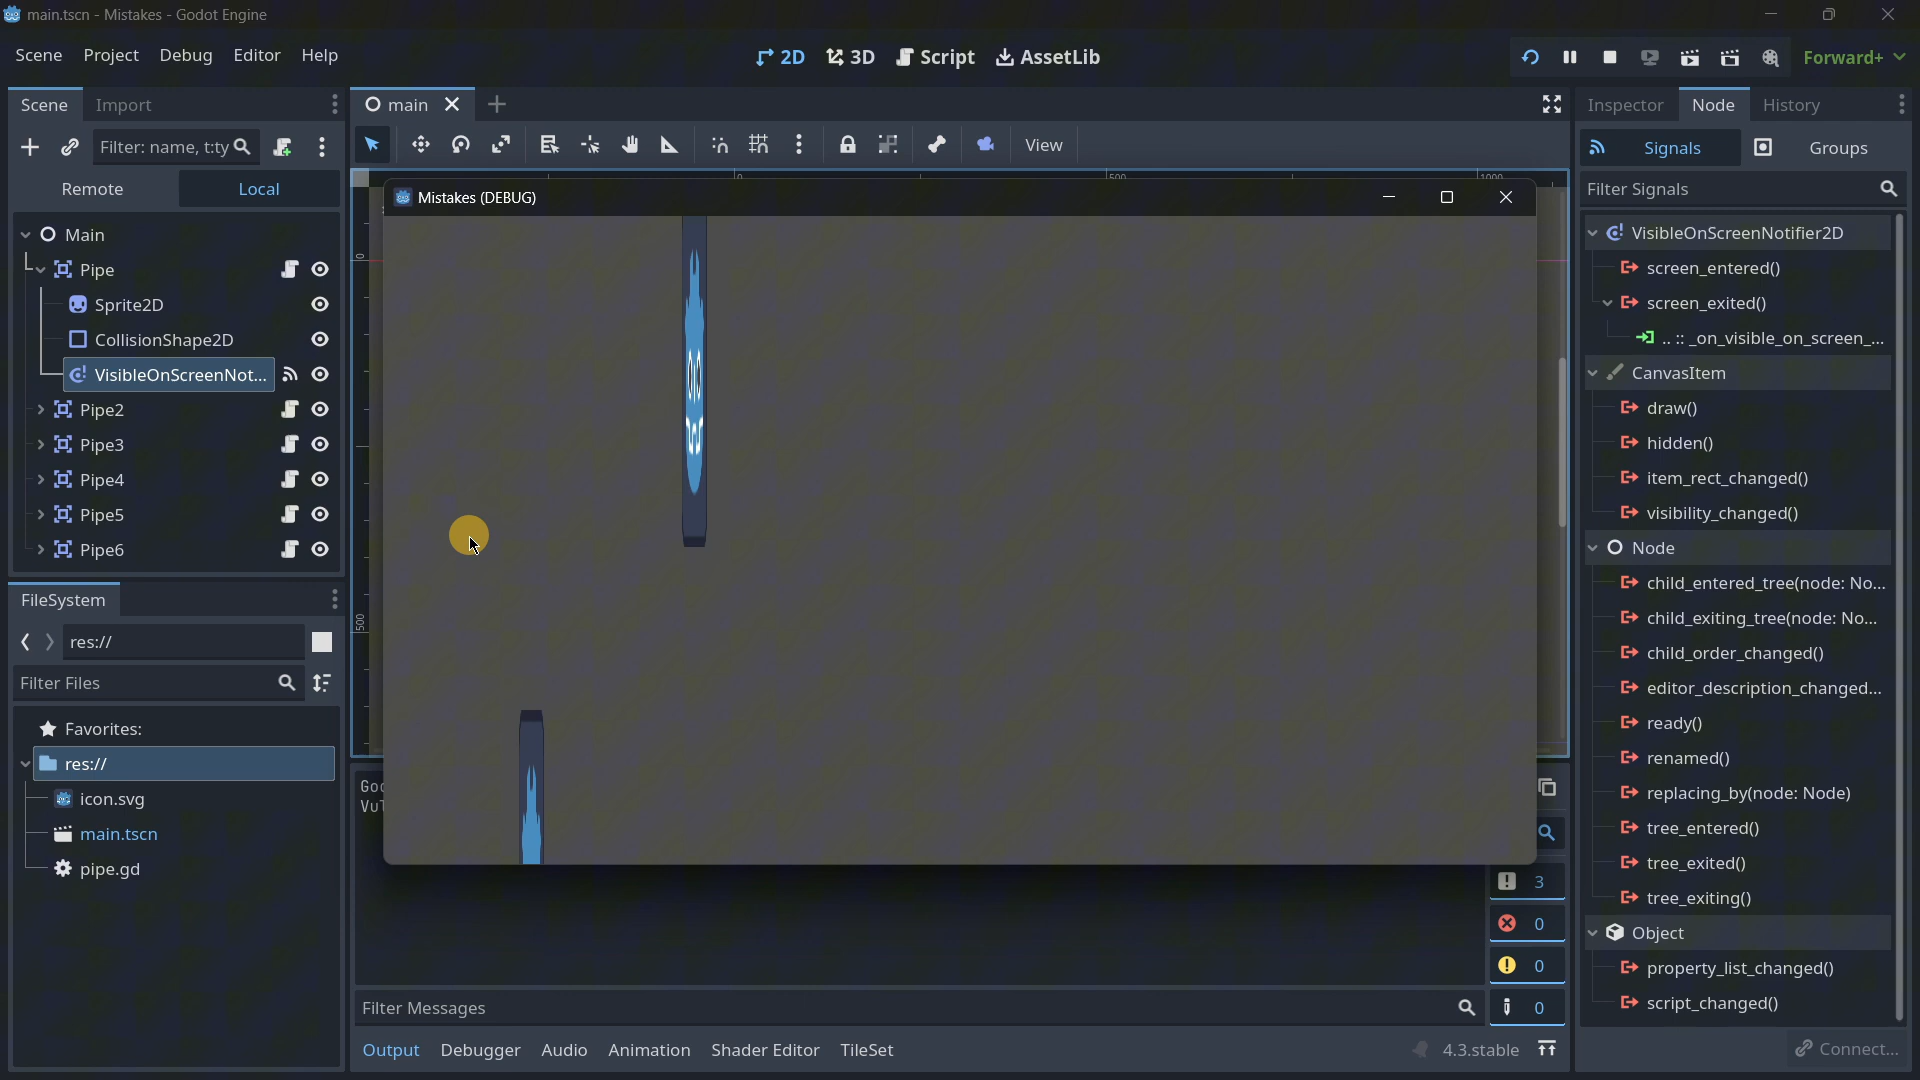 main.tscn - Mistakes - Godot Engine
Scene Project Debug Editor Help
2D 3D Script AssetLib
Forward+
Scene Import
main
Inspector Node History
Filter: name, t:ty
View
Signals Groups
Remote Local
Filter Signals
Main
Pipe
Sprite2D
CollisionShape2D
VisibleOnScreenNot...
Pipe2
Pipe3
Pipe4
Pipe5
Pipe6
0 500 1000
0
500
Mistakes (DEBUG)
VisibleOnScreenNotifier2D
screen_entered()
screen_exited()
.. :: _on_visible_on_screen_...
CanvasItem
draw()
hidden()
item_rect_changed()
visibility_changed()
Node
child_entered_tree(node: No...
child_exiting_tree(node: No...
child_order_changed()
editor_description_changed...
ready()
renamed()
replacing_by(node: Node)
tree_entered()
tree_exited()
tree_exiting()
Object
property_list_changed()
script_changed()
Connect...
FileSystem
res://
Filter Files
Favorites:
res://
icon.svg
main.tscn
pipe.gd
3
0
0
0
Filter Messages
Output Debugger Audio Animation Shader Editor TileSet
4.3.stable